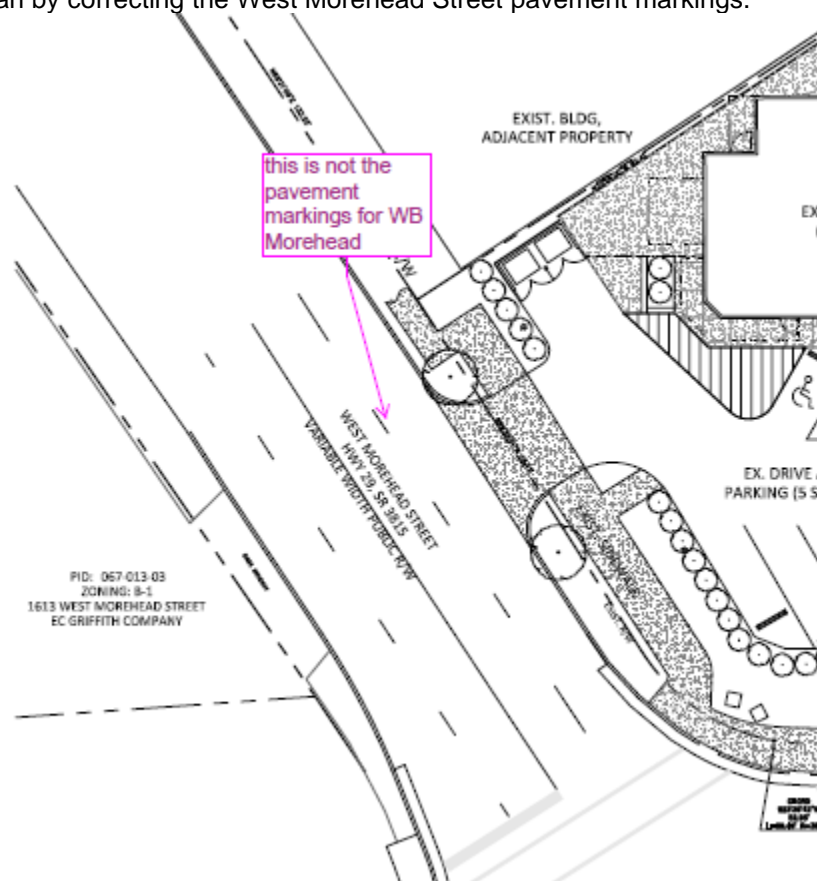 an by correcting the West Morehead Street pavement markings.
EXIST. BLDG,
ADJACENT PROPERTY
this is not the
pavement
markings for WB
Morehead
R/W
EX
(
WEST MOREHEAD STREET
HWY 29, SR 3815
VARIABLE WIDTH PUBLIC R/W
EX. DRIVE
PARKING (5 S
PID: 067-013-03
ZONING: B-1
1613 WEST MOREHEAD STREET
EC GRIFFITH COMPANY